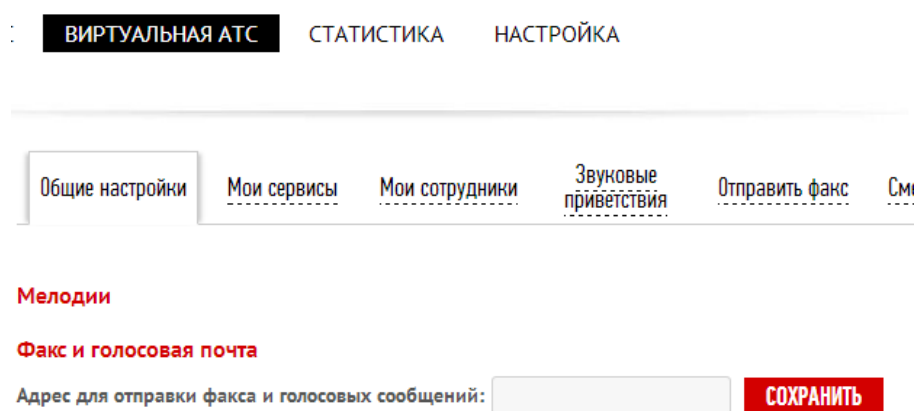 ВИРТУАЛЬНАЯ АТС СТАТИСТИКА НАСТРОЙКА
Общие настройки Мои сервисы Мои сотрудники Звуковые приветствия Отправить факс
Мелодии
Факс и голосовая почта
Адрес для отправки факса и голосовых сообщений: СОХРАНИТЬ